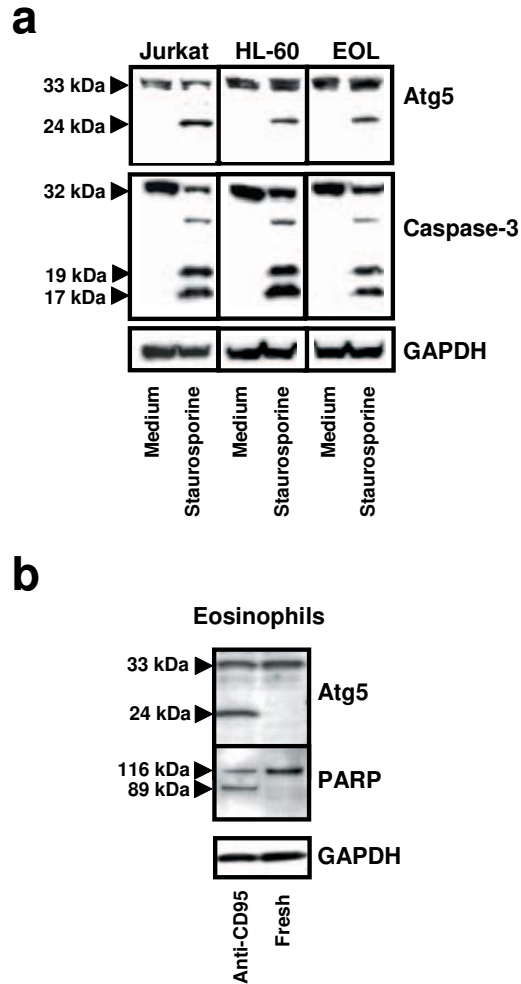 a
Jurkat HL-60 EOL
33 kDa
Atg5
24 kDa
32 kDa
Caspase-3
19 kDa
17 kDa
GAPDH
Medium
Staurosporine
Medium
Staurosporine
Medium
Staurosporine
b
Eosinophils
33 kDa
Atg5
24 kDa
116 kDa
PARP
89 kDa
GAPDH
Anti-CD95
Fresh